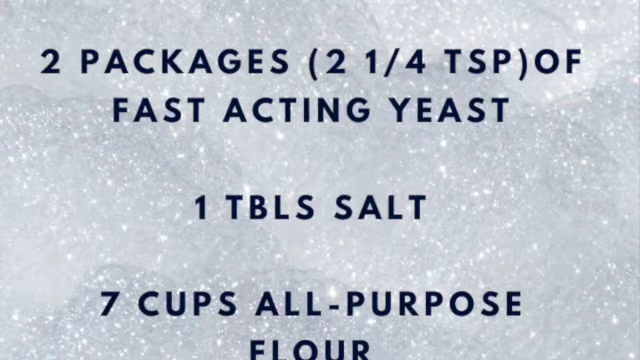 2 PACKAGES (2 1/4 TSP)OF
FAST ACTING YEAST
1 TBLS SALT
7 CUPS ALL-PURPOSE
FLOUR